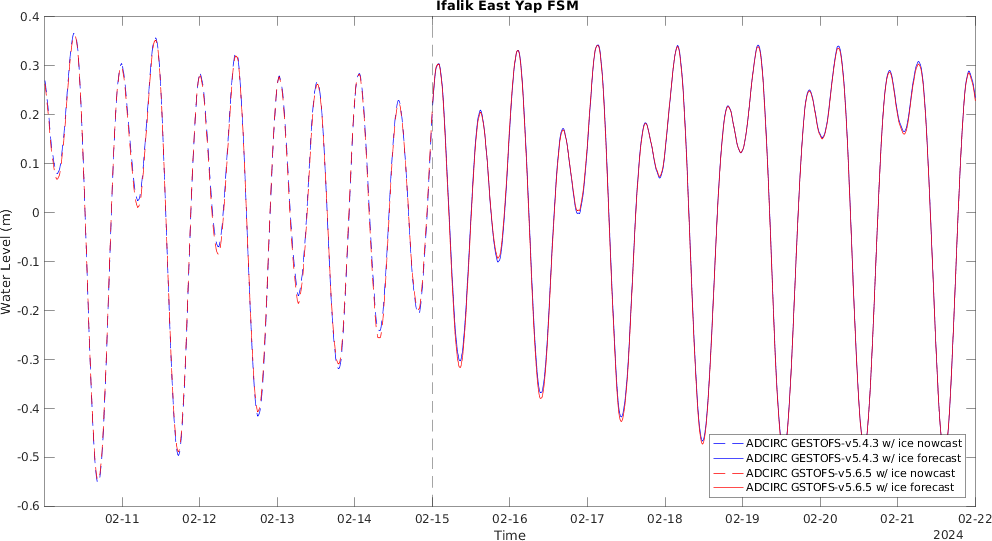 Ifalik East Yap FSM
0.4
0.3
0.2
0.1
0
-0.1
-0.2
-0.3
-0.4
-0.5
-0.6
Water Level (m)
ADCIRC GESTOFS-v5.4.3 w/ ice nowcast
ADCIRC GESTOFS-v5.4.3 w/ ice forecast
ADCIRC GSTOFS-v5.6.5 w/ ice nowcast
ADCIRC GSTOFS-v5.6.5 w/ ice forecast
02-11 02-12 02-13 02-14 02-15 02-16 02-17 02-18 02-19 02-20 02-21 02-22
Time
2024